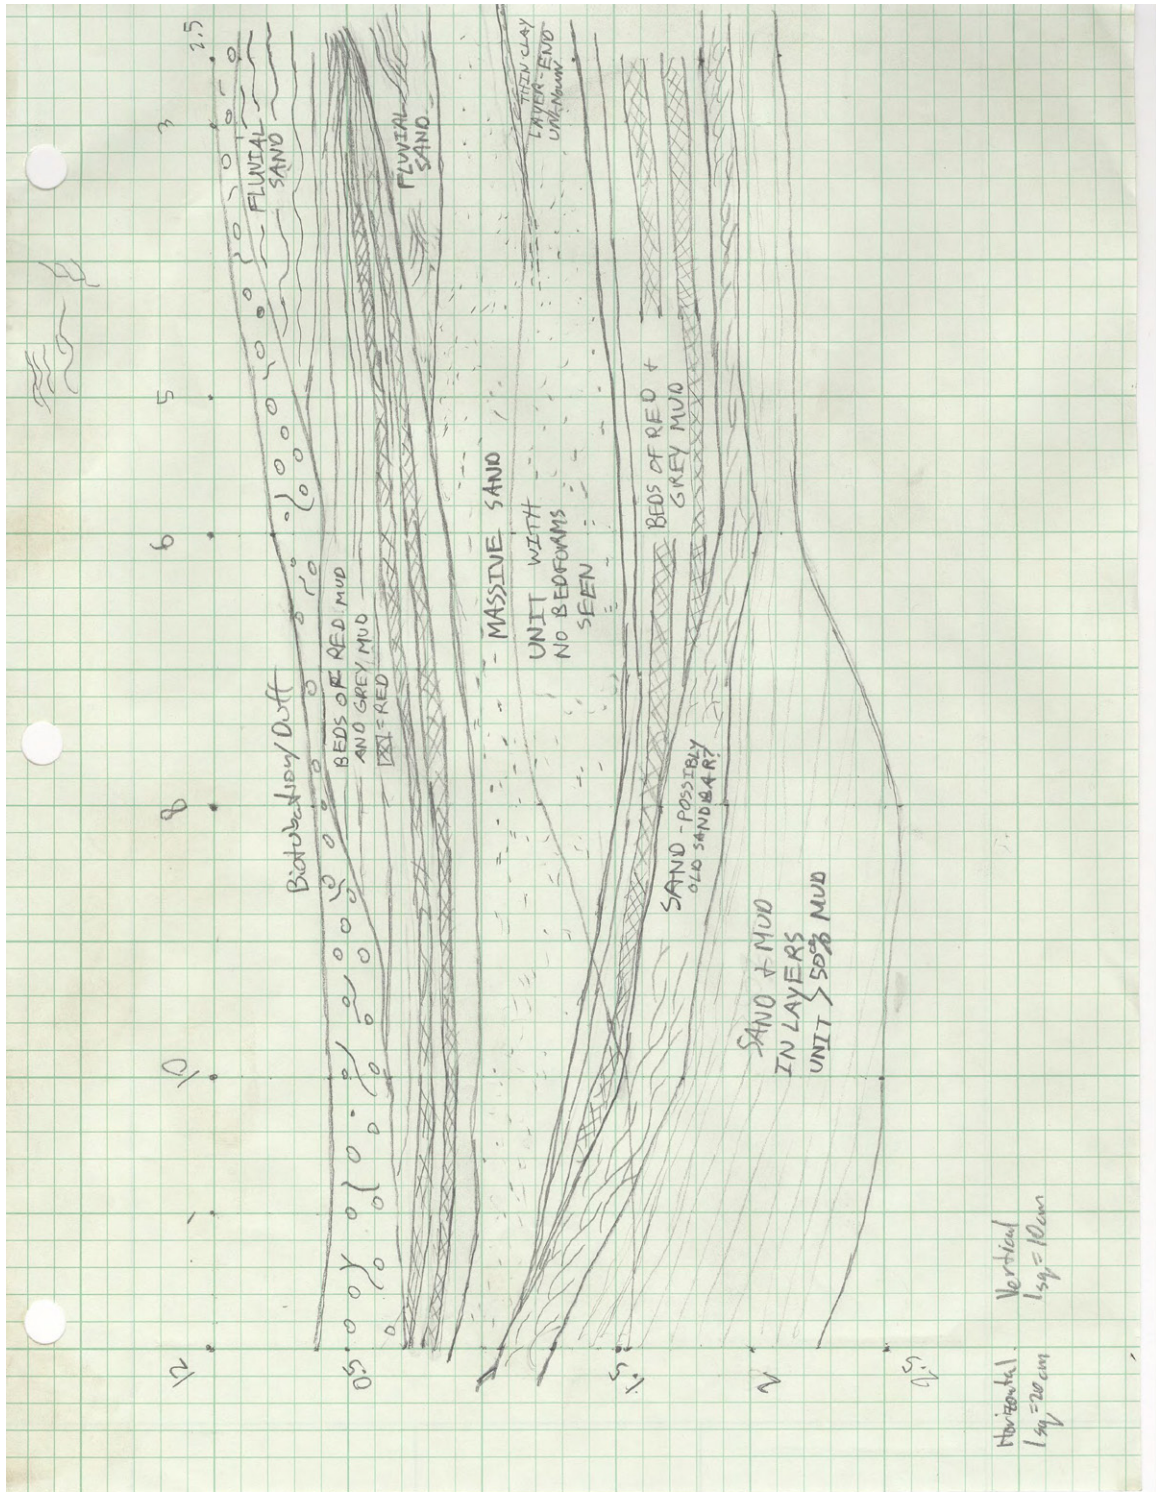 2.5
3
5
6
8
10
12
FLUVIAL
SAND
FLUVIAL
SAND
THIN CLAY
LAYER-END
UNKNOWN
Bioturbation/Duff
BEDS OF RED MUD
AND GREY MUD
= RED
MASSIVE SAND
UNIT WITH
NO BEDFORMS
SEEN
BEDS OF RED +
GREY MUD
SAND - POSSIBLY
OLD SANDBAR?
SAND + MUD
IN LAYERS
UNIT > 50% MUD
0.5
1.5
2
2.5
Horizontal
1 sq = 20 cm
Vertical
1 sq = 10 cm